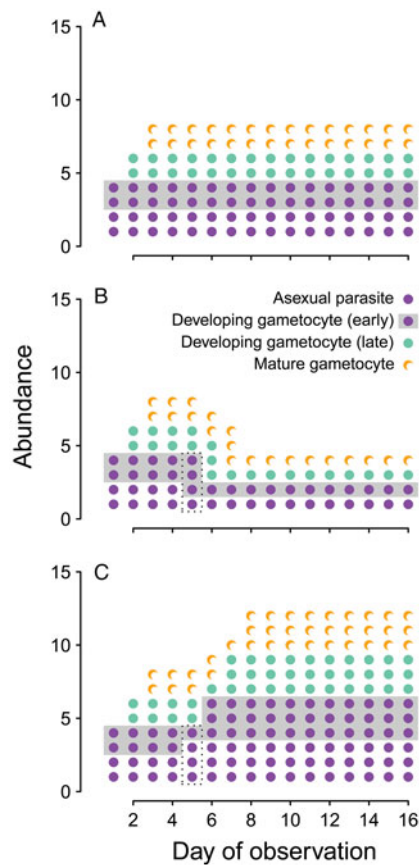 A
15
10
5
0
B
15
10
5
0
Asexual parasite
Developing gametocyte (early)
Developing gametocyte (late)
Mature gametocyte
Abundance
C
15
10
5
0
2 4 6 8 10 12 14 16
Day of observation